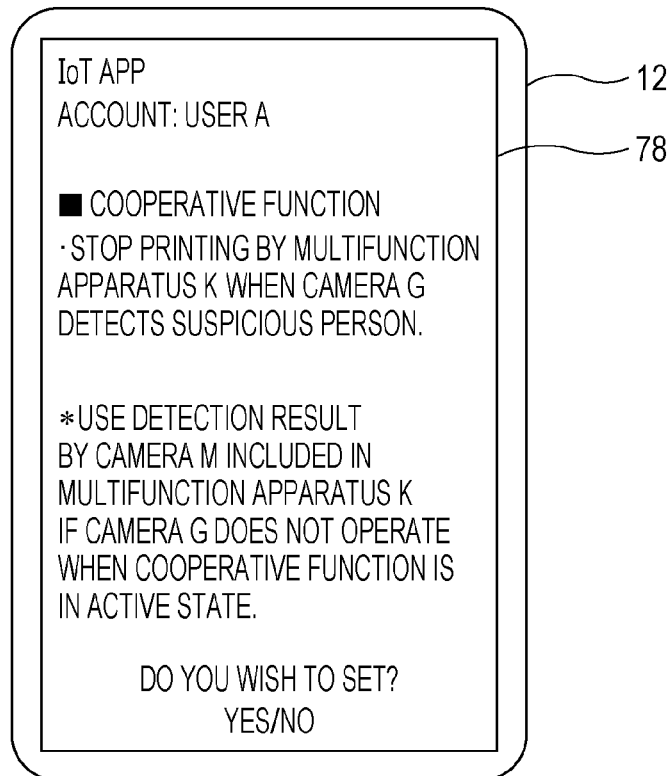 IoT APP
ACCOUNT: USER A
■ COOPERATIVE FUNCTION
·STOP PRINTING BY MULTIFUNCTION
APPARATUS K WHEN CAMERA G
DETECTS SUSPICIOUS PERSON.
*USE DETECTION RESULT
BY CAMERA M INCLUDED IN
MULTIFUNCTION APPARATUS K
IF CAMERA G DOES NOT OPERATE
WHEN COOPERATIVE FUNCTION IS
IN ACTIVE STATE.
DO YOU WISH TO SET?
YES/NO
12
78